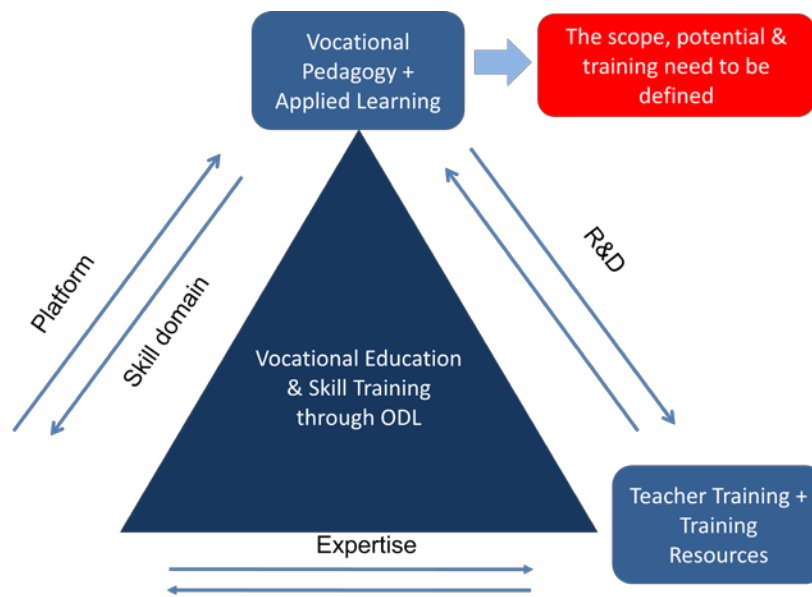 Vocational
Pedagogy +
Applied Learning
The scope, potential &
training need to be
defined
Platform
Skill domain
R&D
Vocational Education
& Skill Training
through ODL
Teacher Training +
Training
Resources
Expertise